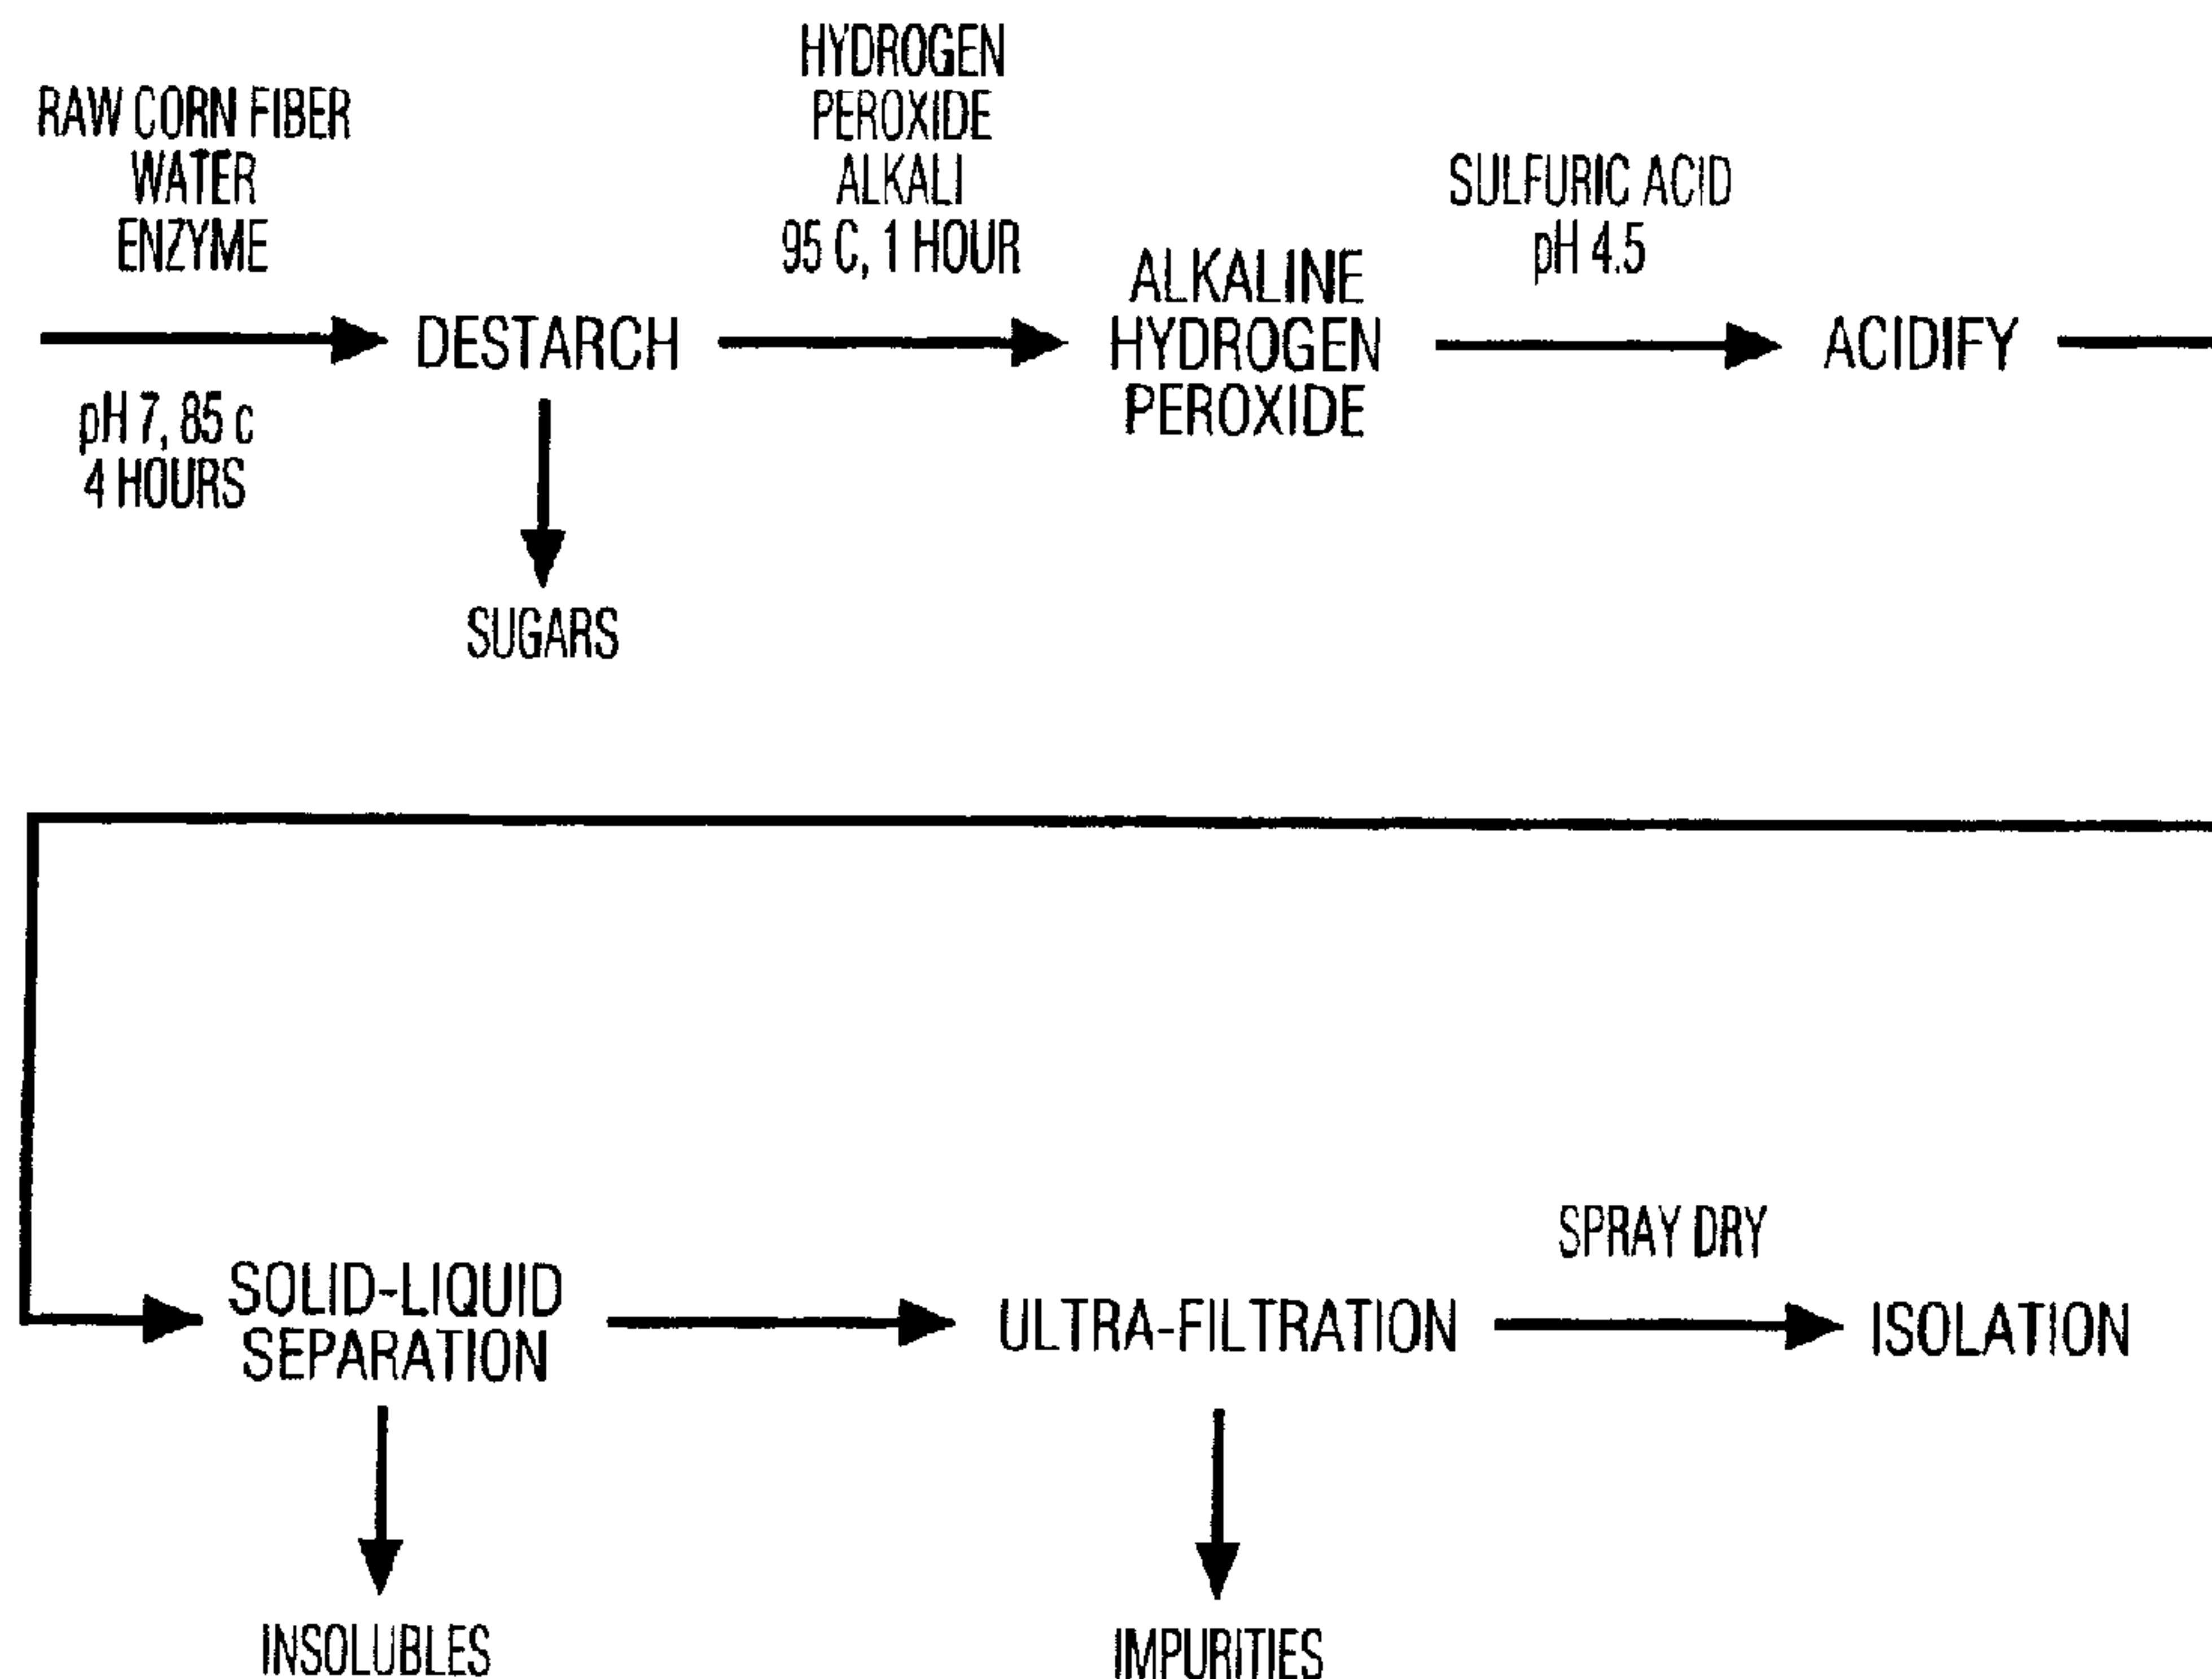 RAW CORN FIBER
WATER
ENZYME
pH 7, 85 c
4 HOURS
DESTARCH
SUGARS
HYDROGEN
PEROXIDE
ALKALI
95 C, 1 HOUR
ALKALINE
HYDROGEN
PEROXIDE
SULFURIC ACID
pH 4.5
ACIDIFY
SOLID-LIQUID
SEPARATION
INSOLUBLES
ULTRA-FILTRATION
IMPURITIES
SPRAY DRY
ISOLATION